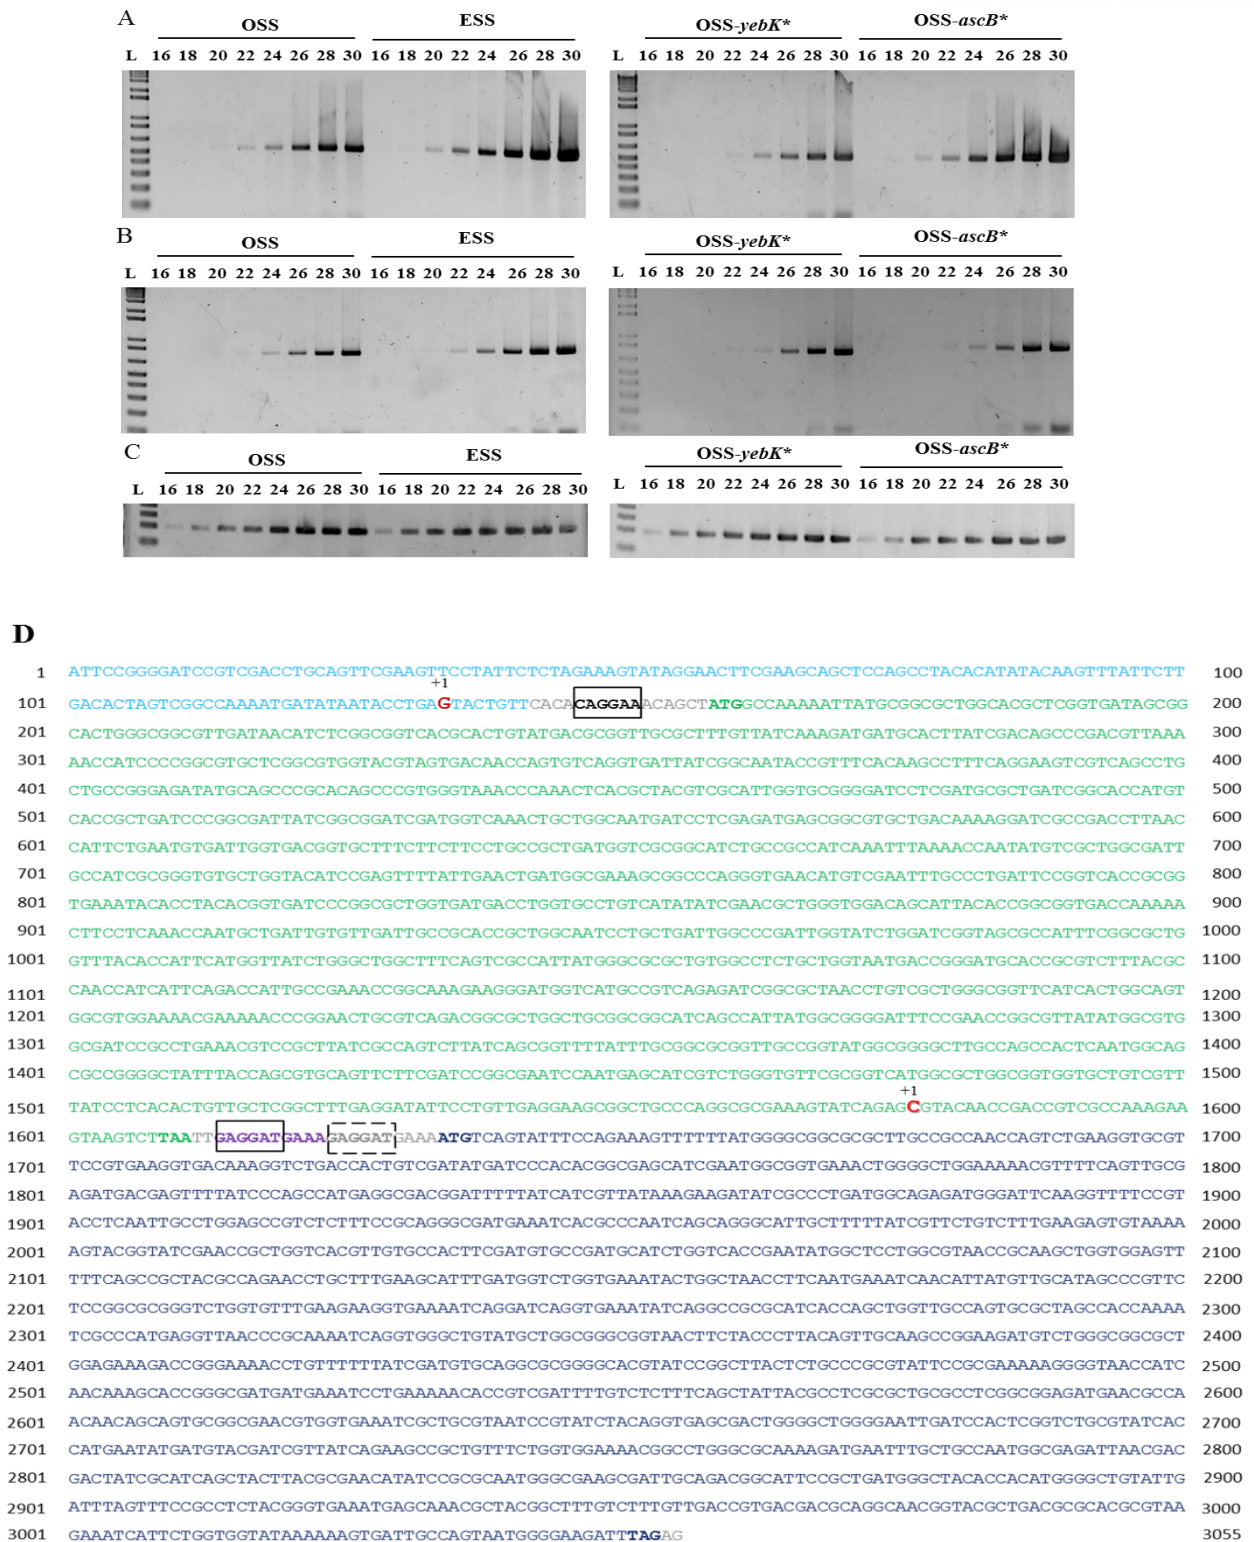 A OSS ESS OSS-yebK* OSS-ascB*
L 16 18 20 22 24 26 28 30 16 18 20 22 24 26 28 30 L 16 18 20 22 24 26 28 30 16 18 20 22 24 26 28 30
B OSS ESS OSS-yebK* OSS-ascB*
L 16 18 20 22 24 26 28 30 16 18 20 22 24 26 28 30 L 16 18 20 22 24 26 28 30 16 18 20 22 24 26 28 30
C OSS ESS OSS-yebK* OSS-ascB*
L 16 18 20 22 24 26 28 30 16 18 20 22 24 26 28 30 L 16 18 20 22 24 26 28 30 16 18 20 22 24 26 28 30
D
1 ATTCCGGGGATCCGTCGACCTGCAGTTCGAAGTTCCTATTCTCTAGAAAGTATAGGAACTTCGAAGCAGCTCCAGCCTACACATATACAAGTTTATTCTT 100
+1
101 GACACTAGTCGGCCAAAATGATATAATACCTGAGTACTGTTCACACAGGAAACAGCTATGGCCAAAAATTATGCGGCGCTGGCACGCTCGGTGATAGCGG 200
201 CACTGGGCGGCGTTGATAACATCTCGGCGGTCACGCACTGTATGACGCGGTTGCGCTTTGTTATCAAAGATGATGCACTTATCGACAGCCCGACGTTAAA 300
301 AACCATCCCCGGCGTGCTCGGCGTGGTACGTAGTGACAACCAGTGTCAGGTGATTATCGGCAATACCGTTTCACAAGCCTTTCAGGAAGTCGTCAGCCTG 400
401 CTGCCGGGAGATATGCAGCCCGCACAGCCCGTGGGTAAACCCAAACTCACGCTACGTCGCATTGGTGCGGGGATCCTCGATGCGCTGATCGGCACCATGT 500
501 CACCGCTGATCCCGGCGATTATCGGCGGATCGATGGTCAAACTGCTGGCAATGATCCTCGAGATGAGCGGCGTGCTGACAAAAGGATCGCCGACCTTAAC 600
601 CATTCTGAATGTGATTGGTGACGGTGCTTTCTTCTTCCTGCCGCTGATGGTCGCGGCATCTGCCGCCATCAAATTTAAAACCAATATGTCGCTGGCGATT 700
701 GCCATCGCGGGTGTGCTGGTACATCCGAGTTTTATTGAACTGATGGCGAAAGCGGCCCAGGGTGAACATGTCGAATTTGCCCTGATTCCGGTCACCGCGG 800
801 TGAAATACACCTACACGGTGATCCCGGCGCTGGTGATGACCTGGTGCCTGTCATATATCGAACGCTGGGTGGACAGCATTACACCGGCGGTGACCAAAAA 900
901 CTTCCTCAAACCAATGCTGATTGTGTTGATTGCCGCACCGCTGGCAATCCTGCTGATTGGCCCGATTGGTATCTGGATCGGTAGCGCCATTTCGGCGCTG 1000
1001 GTTTACACCATTCATGGTTATCTGGGCTGGCTTTCAGTCGCCATTATGGGCGCGCTGTGGCCTCTGCTGGTAATGACCGGGATGCACCGCGTCTTTACGC 1100
1101 CAACCATCATTCAGACCATTGCCGAAACCGGCAAAGAAGGGATGGTCATGCCGTCAGAGATCGGCGCTAACCTGTCGCTGGGCGGTTCATCACTGGCAGT 1200
1201 GGCGTGGAAAACGAAAAACCCGGAACTGCGTCAGACGGCGCTGGCTGCGGCGGCATCAGCCATTATGGCGGGGATTTCCGAACCGGCGTTATATGGCGTG 1300
1301 GCGATCCGCCTGAAACGTCCGCTTATCGCCAGTCTTATCAGCGGTTTTATTTGCGGCGCGGTTGCCGGTATGGCGGGGCTTGCCAGCCACTCAATGGCAG 1400
1401 CGCCGGGGCTATTTACCAGCGTGCAGTTCTTCGATCCGGCGAATCCAATGAGCATCGTCTGGGTGTTCGCGGTCATGGCGCTGGCGGTGGTGCTGTCGTT 1500
+1
1501 TATCCTCACACTGTTGCTCGGCTTTGAGGATATTCCTGTTGAGGAAGCGGCTGCCCAGGCGCGAAAGTATCAGAGCGTACAACCGACCGTCGCCAAAGAA 1600
1601 GTAAGTCTTTAATTGAGGATGAAAGAGGATGAAAATGTCAGTATTTCCAGAAAGTTTTTTATGGGGCGGCGCGCTTGCCGCCAACCAGTCTGAAGGTGCGT 1700
1701 TCCGTGAAGGTGACAAAGGTCTGACCACTGTCGATATGATCCCACACGGCGAGCATCGAATGGCGGTGAAACTGGGGCTGGAAAAACGTTTTCAGTTGCG 1800
1801 AGATGACGAGTTTTATCCCAGCCATGAGGCGACGGATTTTTATCATCGTTATAAAGAAGATATCGCCCTGATGGCAGAGATGGGATTCAAGGTTTTCCGT 1900
1901 ACCTCAATTGCCTGGAGCCGTCTCTTTCCGCAGGGCGATGAAATCACGCCCAATCAGCAGGGCATTGCTTTTTATCGTTCTGTCTTTGAAGAGTGTAAAA 2000
2001 AGTACGGTATCGAACCGCTGGTCACGTTGTGCCACTTCGATGTGCCGATGCATCTGGTCACCGAATATGGCTCCTGGCGTAACCGCAAGCTGGTGGAGTT 2100
2101 TTTCAGCCGCTACGCCAGAACCTGCTTTGAAGCATTTGATGGTCTGGTGAAATACTGGCTAACCTTCAATGAAATCAACATTATGTTGCATAGCCCGTTC 2200
2201 TCCGGCGCGGGTCTGGTGTTTGAAGAAGGTGAAAATCAGGATCAGGTGAAATATCAGGCCGCGCATCACCAGCTGGTTGCCAGTGCGCTAGCCACCAAAA 2300
2301 TCGCCCATGAGGTTAACCCGCAAAATCAGGTGGGCTGTATGCTGGCGGGCGGTAACTTCTACCCTTACAGTTGCAAGCCGGAAGATGTCTGGGCGGCGCT 2400
2401 GGAGAAAGACCGGGAAAACCTGTTTTTTATCGATGTGCAGGCGCGGGGCACGTATCCGGCTTACTCTGCCCGCGTATTCCGCGAAAAAGGGGTAACCATC 2500
2501 AACAAAGCACCGGGCGATGATGAAATCCTGAAAAACACCGTCGATTTTGTCTCTTTCAGCTATTACGCCTCGCGCTGCGCCTCGGCGGAGATGAACGCCA 2600
2601 ACAACAGCAGTGCGGCGAACGTGGTGAAATCGCTGCGTAATCCGTATCTACAGGTGAGCGACTGGGGCTGGGGAATTGATCCACTCGGTCTGCGTATCAC 2700
2701 CATGAATATGATGTACGATCGTTATCAGAAGCCGCTGTTTCTGGTGGAAAACGGCCTGGGCGCAAAAGATGAATTTGCTGCCAATGGCGAGATTAACGAC 2800
2801 GACTATCGCATCAGCTACTTACGCGAACATATCCGCGCAATGGGCGAAGCGATTGCAGACGGCATTCCGCTGATGGGCTACACCACATGGGGCTGTATTG 2900
2901 ATTTAGTTTCCGCCTCTACGGGTGAAATGAGCAAACGCTACGGCTTTGTCTTTGTTGACCGTGACGACGCAGGCAACGGTACGCTGACGCGCACGCGTAA 3000
3001 GAAATCATTCTGGTGGTATAAAAAAGTGATTGCCAGTAATGGGGAAGATTTAGAG 3055